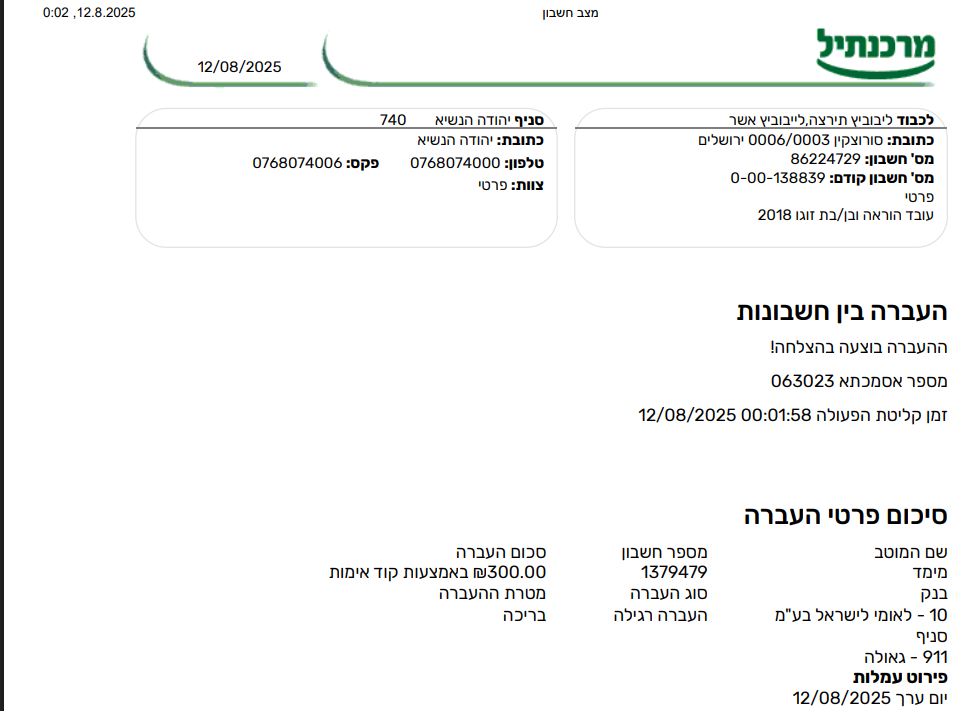 מצב חשבון 12.8.2025, 0:02
מרכנתיל
12/08/2025
לכבוד ליבוביץ תירצה,לייבוביץ אשר
כתובת: סורוצקין 0006/0003 ירושלים
מס' חשבון: 86224729
מס' חשבון קודם: 0-00-138839
פרטי
עובד הוראה ובן/בת זוגו 2018
סניף יהודה הנשיא 740
כתובת: יהודה הנשיא
טלפון: 0768074000 פקס: 0768074006
צוות: פרטי
העברה בין חשבונות
ההעברה בוצעה בהצלחה!
מספר אסמכתא 063023
זמן קליטת הפעולה 00:01:58 12/08/2025
סיכום פרטי העברה
שם המוטב מספר חשבון סכום העברה
מימד 1379479 ₪300.00 באמצעות קוד אימות
בנק סוג העברה מטרת ההעברה
10 - לאומי לישראל בע"מ העברה רגילה בריכה
סניף
911 - גאולה
פירוט עמלות
יום ערך 12/08/2025